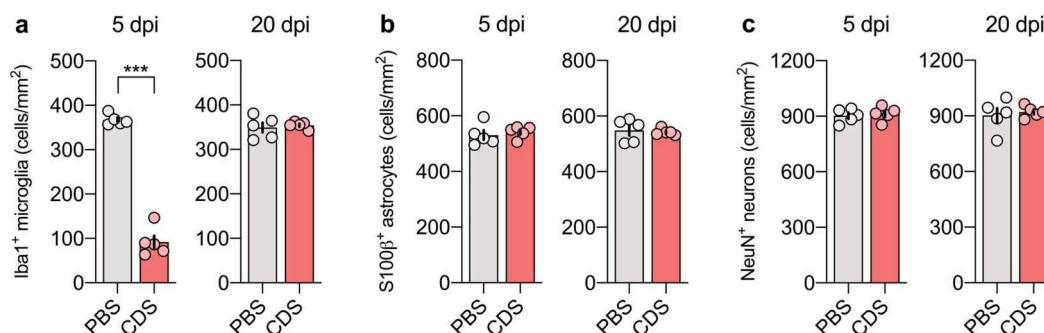 a 5 dpi 20 dpi
Iba1⁺ microglia (cells/mm²)
500
400
300
200
100
0
***
PBS
CDS
500
400
300
200
100
0
PBS
CDS
b 5 dpi 20 dpi
S100β⁺ astrocytes (cells/mm²)
800
600
400
200
0
PBS
CDS
800
600
400
200
0
PBS
CDS
c 5 dpi 20 dpi
NeuN⁺ neurons (cells/mm²)
1200
900
600
300
0
PBS
CDS
1200
900
600
300
0
PBS
CDS